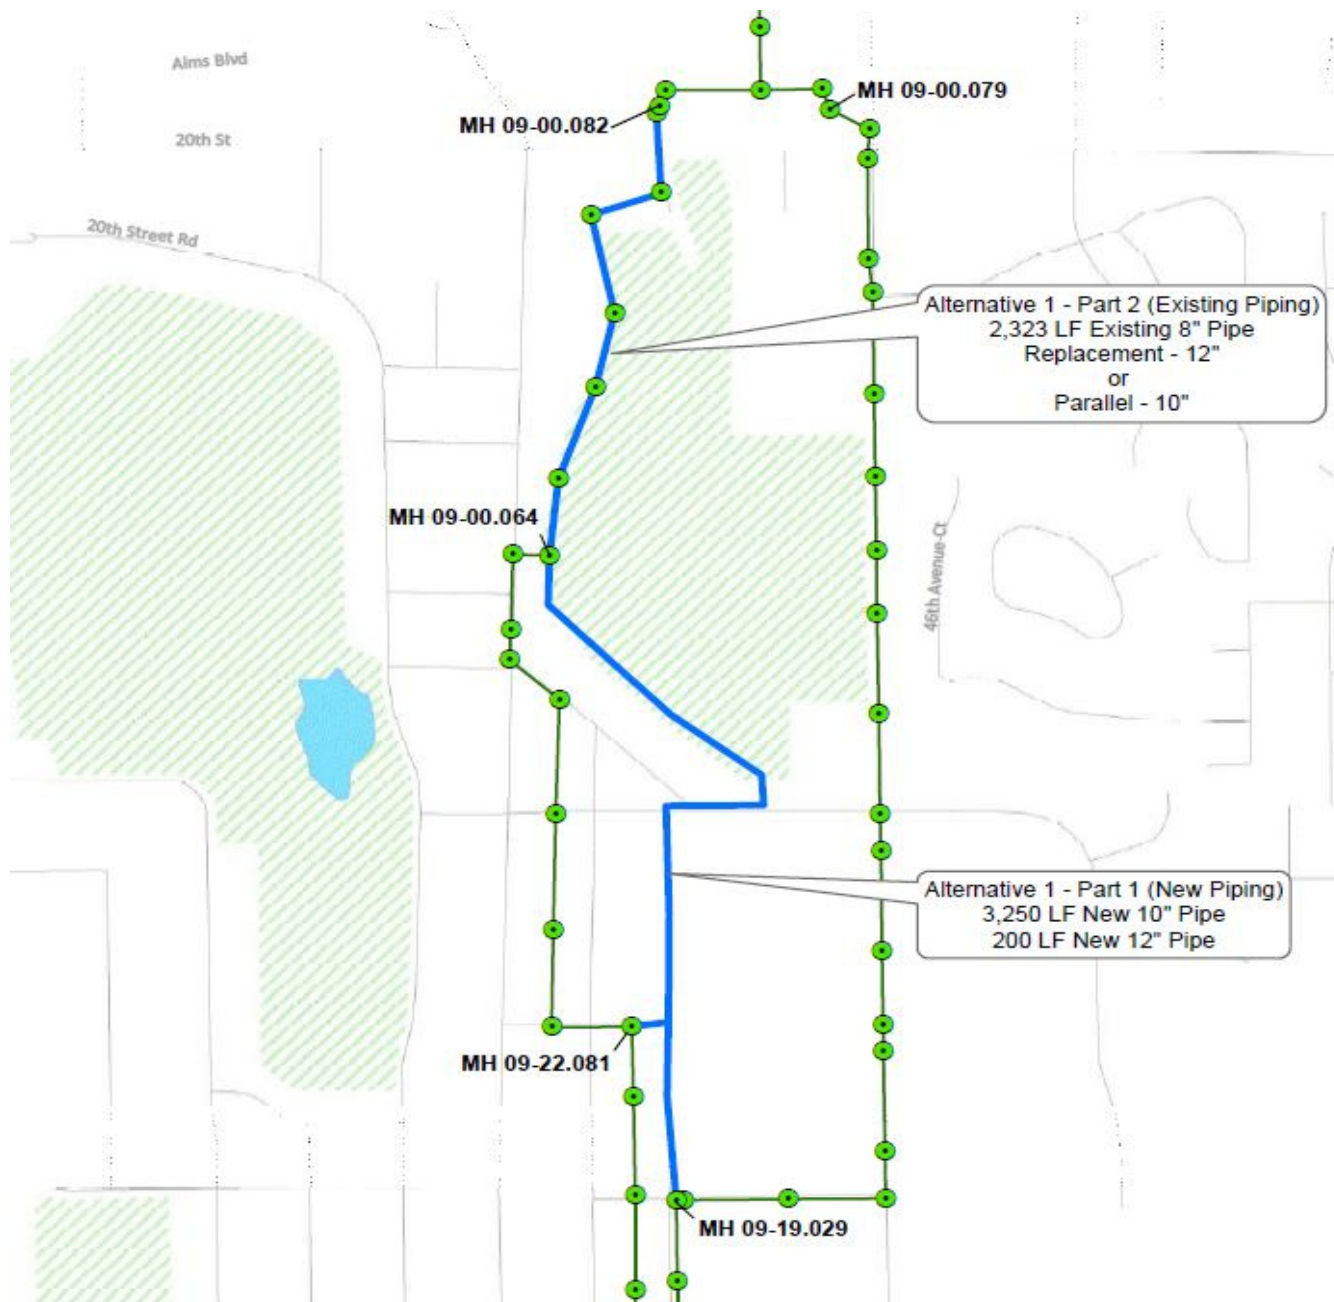 Alms Blvd
MH 09-00.079
MH 09-00.082
20th St
20th Street Rd
Alternative 1 - Part 2 (Existing Piping)
2,323 LF Existing 8" Pipe
Replacement - 12"
or
Parallel - 10"
MH 09-00.064
46th Avenue Ct
Alternative 1 - Part 1 (New Piping)
3,250 LF New 10" Pipe
200 LF New 12" Pipe
MH 09-22.081
MH 09-19.029